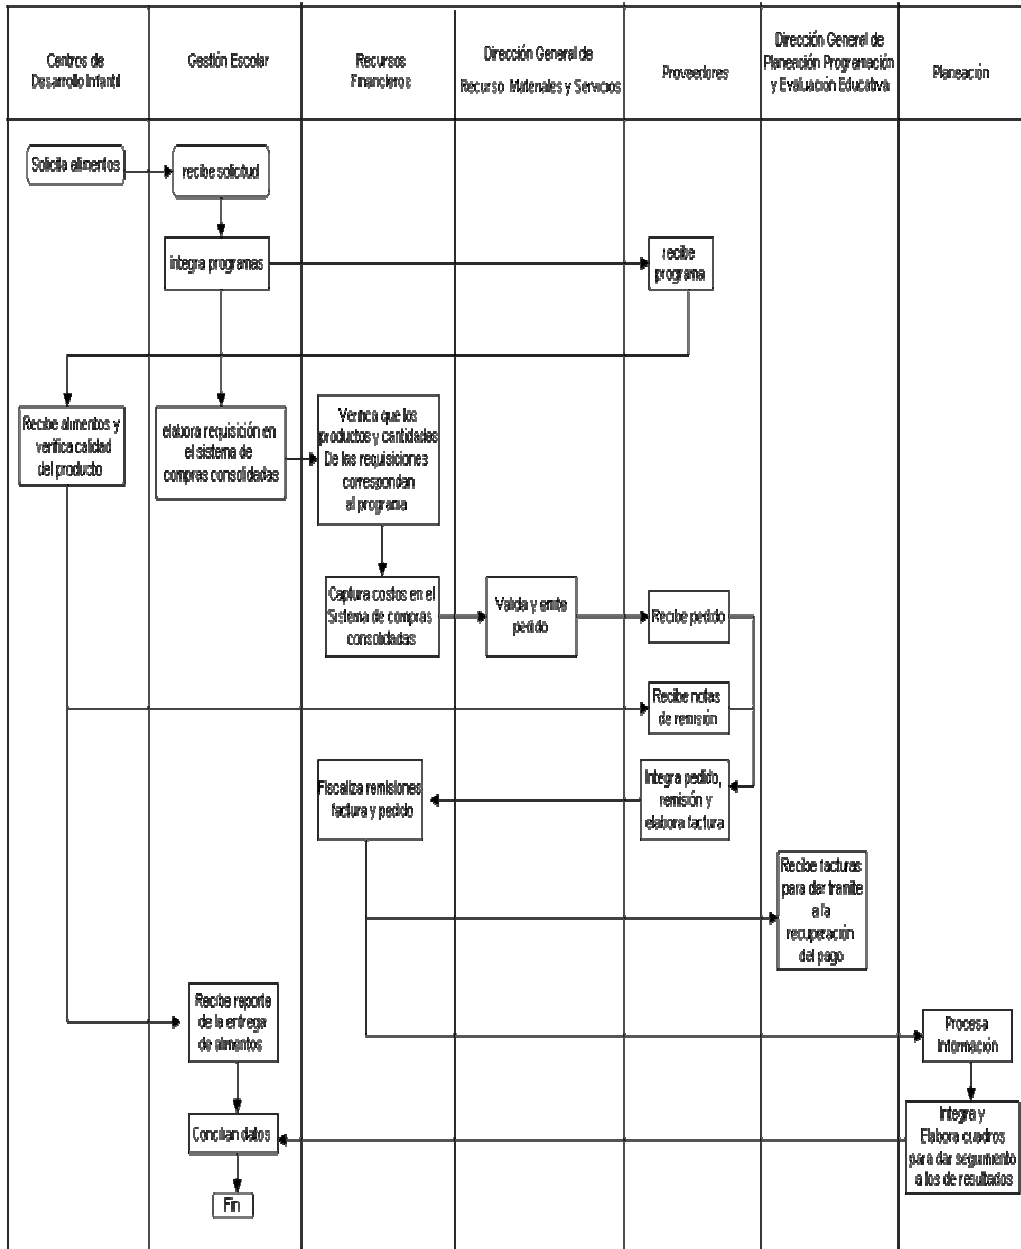 Centros de
Desarrollo Infantil
Gestión Escolar
Recursos
Financieros
Dirección General de
Recurso Materiales y Servicios
Proveedores
Dirección General de
Planeación Programación
y Evaluación Educativa
Planeación
Solicita alimentos
recibe solicitud
integra programas
recibe
programa
Recibe alimentos y
verifica calidad
del producto
elabora requisición en
el sistema de
compras consolidadas
Verifica que los
productos y cantidades
De las requisiciones
correspondan
al programa
Captura costos en el
Sistema de compras
consolidadas
Valida y emite
pedido
Recibe pedido
Recibe notas
de remisión
Fiscaliza remisiones
factura y pedido
Integra pedido,
remisión y
elabora factura
Recibe facturas
para dar tramite
a la
recuperación
del pago
Recibe reporte
de la entrega
de alimentos
Procesa
Información
Concilian datos
Integra y
Elabora cuadros
para dar seguimiento
a los de resultados
Fin